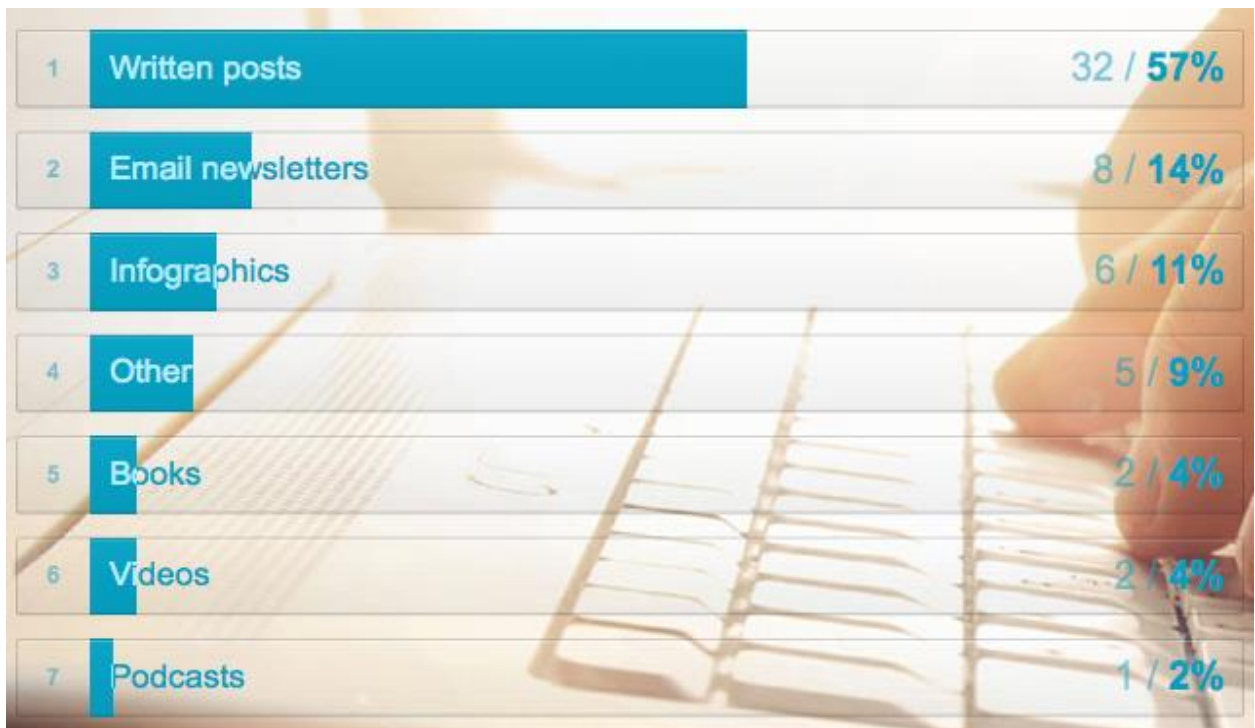 1 Written posts 32 / 57%
2 Email newsletters 8 / 14%
3 Infographics 6 / 11%
4 Other 5 / 9%
5 Books 2 / 4%
6 Videos 2 / 4%
7 Podcasts 1 / 2%